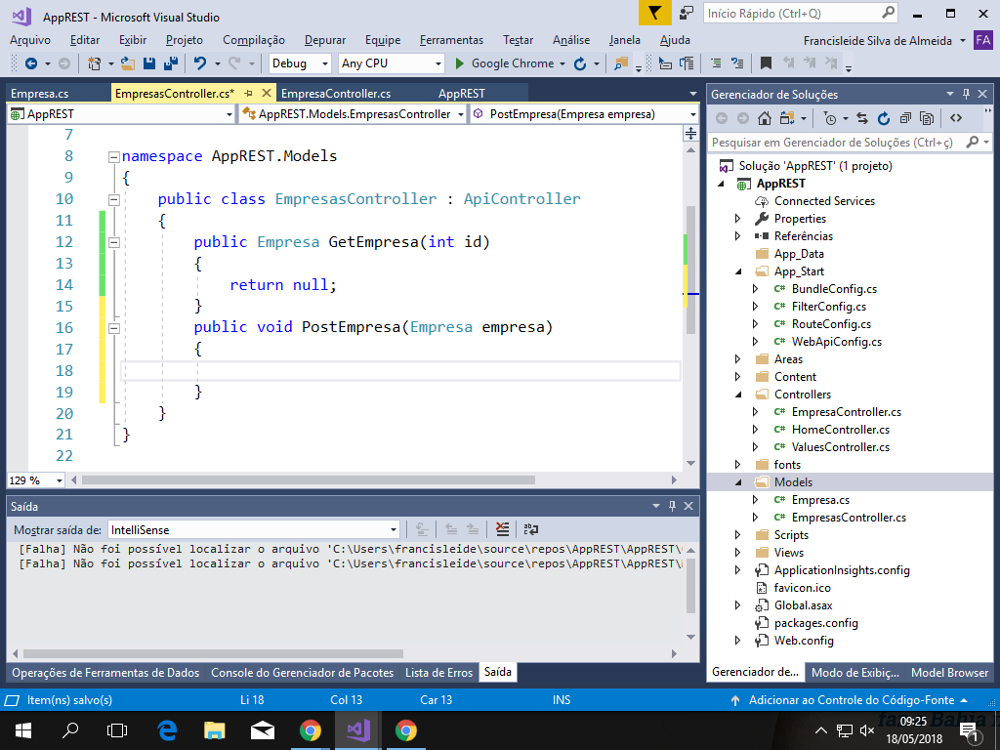 AppREST - Microsoft Visual Studio
Início Rápido (Ctrl+Q)
Arquivo Editar Exibir Projeto Compilação Depurar Equipe Ferramentas Testar Análise Janela Ajuda
Francisleide Silva de Almeida FA
Debug Any CPU Google Chrome
Empresa.cs EmpresasController.cs* EmpresaController.cs AppREST
AppREST AppREST.Models.EmpresasController PostEmpresa(Empresa empresa)
7
8 namespace AppREST.Models
9 {
10 public class EmpresasController : ApiController
11 {
12 public Empresa GetEmpresa(int id)
13 {
14 return null;
15 }
16 public void PostEmpresa(Empresa empresa)
17 {
18
19 }
20 }
21 }
22
129 %
Saída
Mostrar saída de: IntelliSense
[Falha] Não foi possível localizar o arquivo 'C:\Users\francisleide\source\repos\AppREST\AppREST\
[Falha] Não foi possível localizar o arquivo 'C:\Users\francisleide\source\repos\AppREST\AppREST\
Operações de Ferramentas de Dados Console do Gerenciador de Pacotes Lista de Erros Saída
Gerenciador de Soluções
Pesquisar em Gerenciador de Soluções (Ctrl+ç)
Solução 'AppREST' (1 projeto)
AppREST
Connected Services
Properties
Referências
App_Data
App_Start
C# BundleConfig.cs
C# FilterConfig.cs
C# RouteConfig.cs
C# WebApiConfig.cs
Areas
Content
Controllers
C# EmpresaController.cs
C# HomeController.cs
C# ValuesController.cs
fonts
Models
C# Empresa.cs
C# EmpresasController.cs
Scripts
Views
ApplicationInsights.config
favicon.ico
Global.asax
packages.config
Web.config
Gerenciador de... Modo de Exibiç... Model Browser
Item(ns) salvo(s) Li 18 Col 13 Car 13 INS Adicionar ao Controle do Código-Fonte
09:25
18/05/2018
1